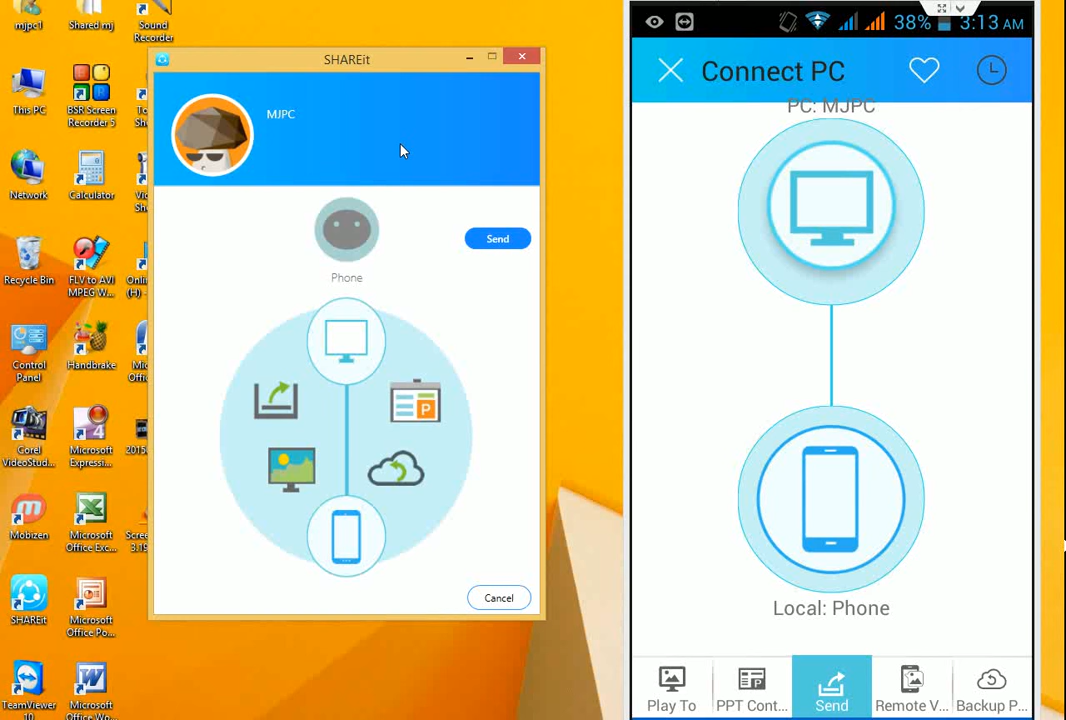 mjpc1
Shared mj
Sound
Recorder
This PC
BSR Screen
Recorder 5
Network
Calculator
Recycle Bin
FLV to AVI
MPEG W...
Control
Panel
Handbrake
Corel
VideoStud...
Microsoft
Expressi...
Mobizen
Microsoft
Office Exc...
SHAREit
Microsoft
Office Po...
TeamViewer
10
Microsoft
Office Wo...
SHAREit
MJPC
Send
Phone
Cancel
38% 3:13 AM
Connect PC
PC: MJPC
Local: Phone
Play To
PPT Cont...
Send
Remote V...
Backup P...